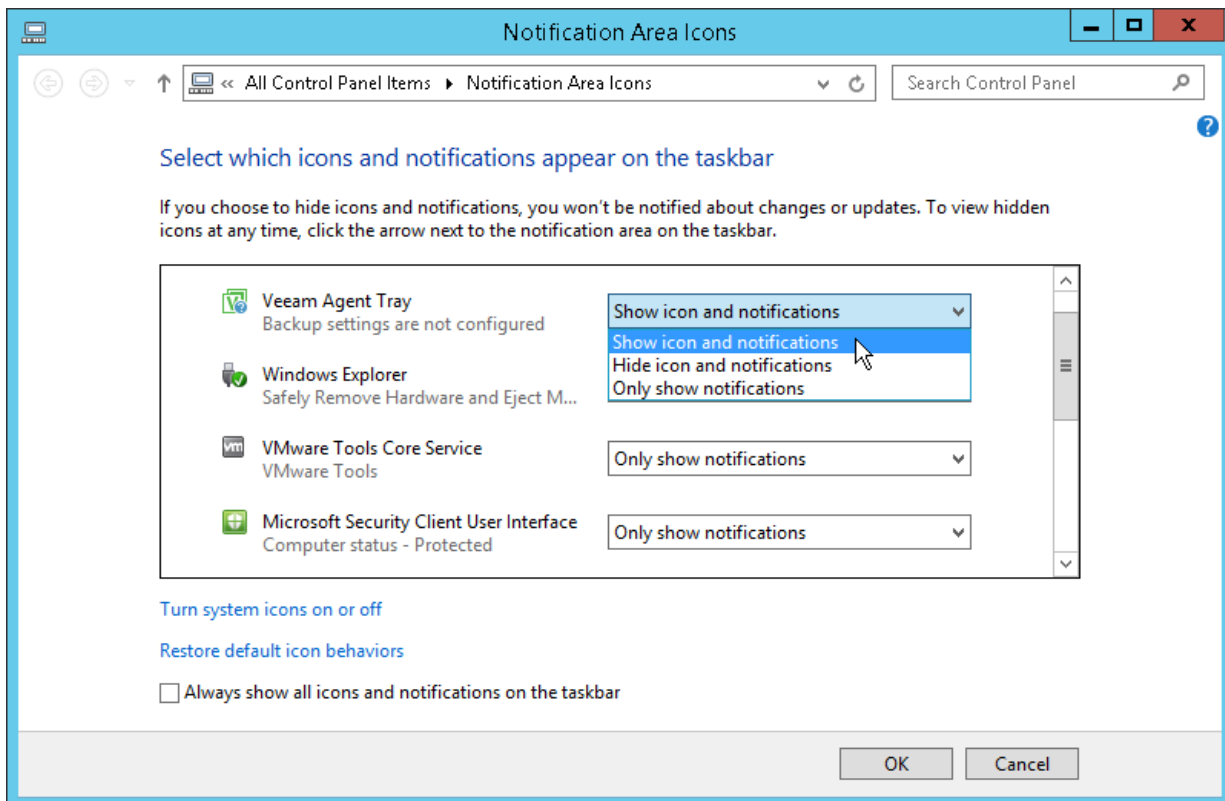 Notification Area Icons
« All Control Panel Items ▸ Notification Area Icons
Search Control Panel
Select which icons and notifications appear on the taskbar
If you choose to hide icons and notifications, you won't be notified about changes or updates. To view hidden
icons at any time, click the arrow next to the notification area on the taskbar.
Veeam Agent Tray
Backup settings are not configured
Show icon and notifications
Show icon and notifications
Hide icon and notifications
Only show notifications
Windows Explorer
Safely Remove Hardware and Eject M...
vm
VMware Tools Core Service
VMware Tools
Only show notifications
Microsoft Security Client User Interface
Computer status - Protected
Only show notifications
Turn system icons on or off
Restore default icon behaviors
Always show all icons and notifications on the taskbar
OK
Cancel